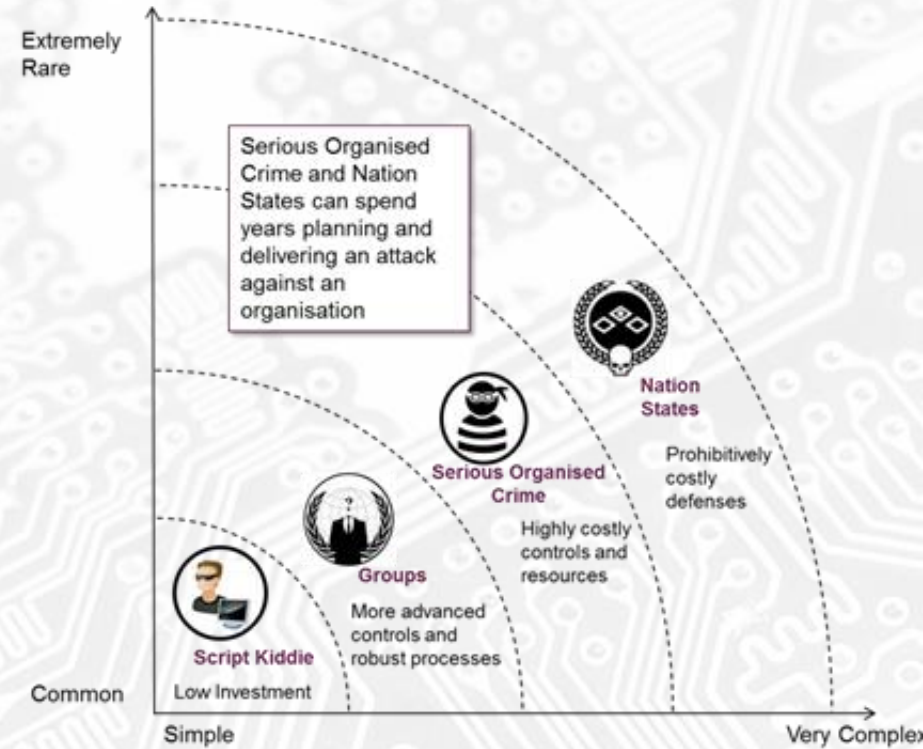 Extremely
Rare
Serious Organised
Crime and Nation
States can spend
years planning and
delivering an attack
against an
organisation
Nation
States
Prohibitively
costly
defenses
Serious Organised
Crime
Highly costly
controls and
resources
?
Groups
More advanced
controls and
robust processes
Script Kiddie
Low Investment
Common
Simple
Very Complex